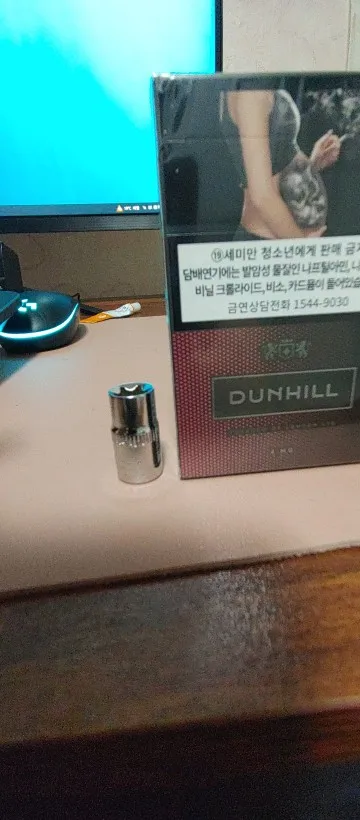 ⑲세미만 청소년에게 판매 금지
담배연기에는 발암성 물질인 나프틸아민,
비닐 크롤라이드, 비소, 카드뮴이 들어있습
금연상담전화 1544-9030
DUNHILL